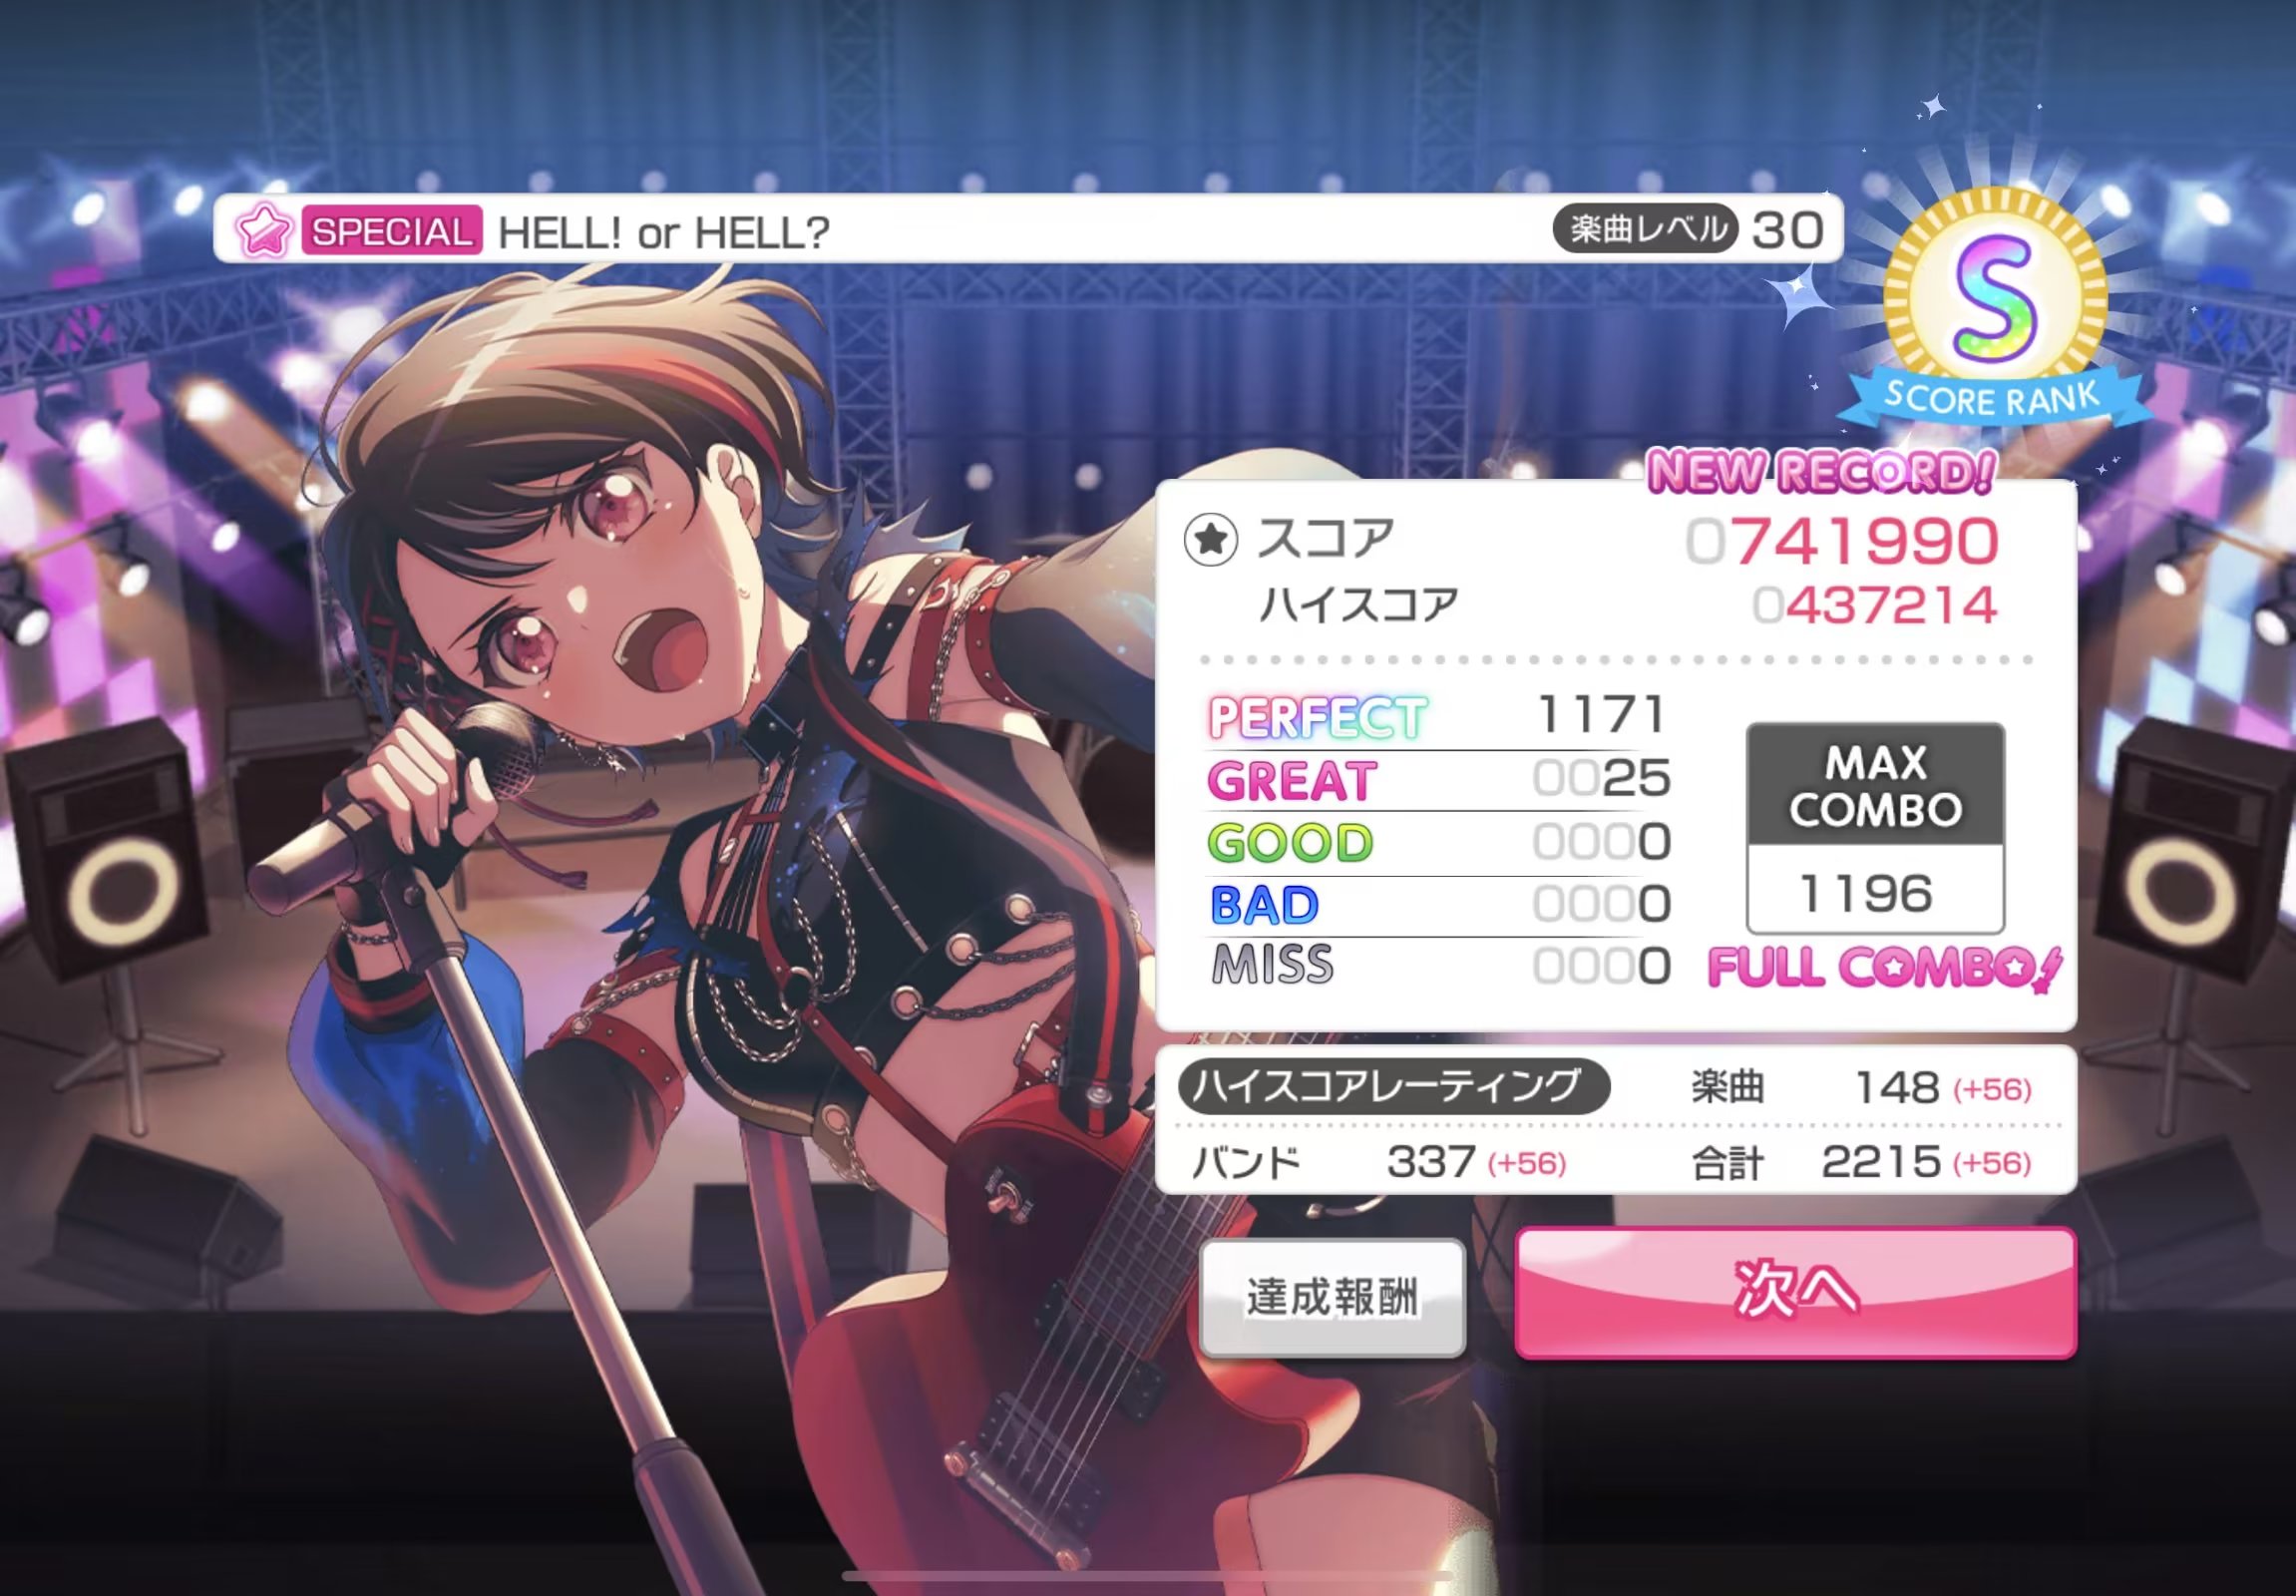 SPECIAL HELL! or HELL? 楽曲レベル 30
S
SCORE RANK
NEW RECORD!
スコア 0741990
ハイスコア 0437214
PERFECT 1171
GREAT 0025
GOOD 0000
BAD 0000
MISS 0000
MAX
COMBO
1196
FULL COMBO!
ハイスコアレーティング 楽曲 148 (+56)
バンド 337 (+56) 合計 2215 (+56)
達成報酬
次へ